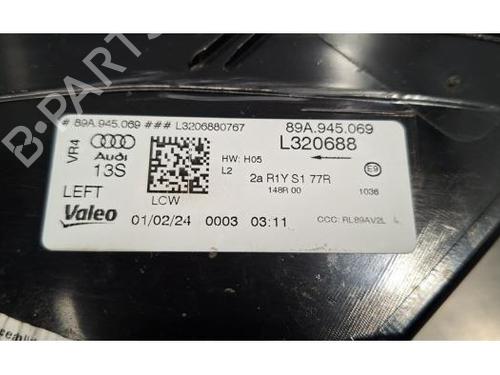 # 89A.945.069 ### L3206880767
89A.945.069
L320688
VR4
Audi
13S
HW: H05
L2
2a R1Y S1 77R
148R 00
E9
1036
LEFT
LCW
Valeo
01/02/24 0003 03:11
CCC: RL89AV2L
B-PARTS